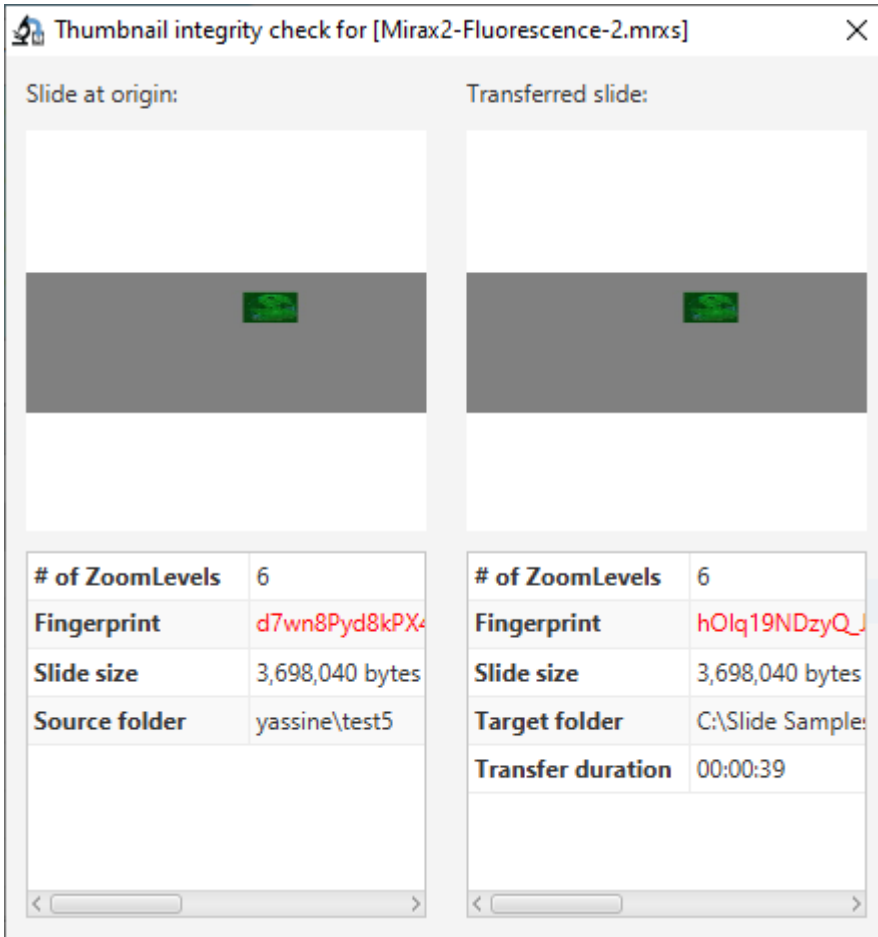 Thumbnail integrity check for [Mirax2-Fluorescence-2.mrxs]
Slide at origin:
Transferred slide:
# of ZoomLevels 6
Fingerprint d7wn8Pyd8kPX4
Slide size 3,698,040 bytes
Source folder yassine\test5
# of ZoomLevels 6
Fingerprint
Slide size 3,698,040 bytes
Target folder C:\Slide Samples
Transfer duration 00:00:39